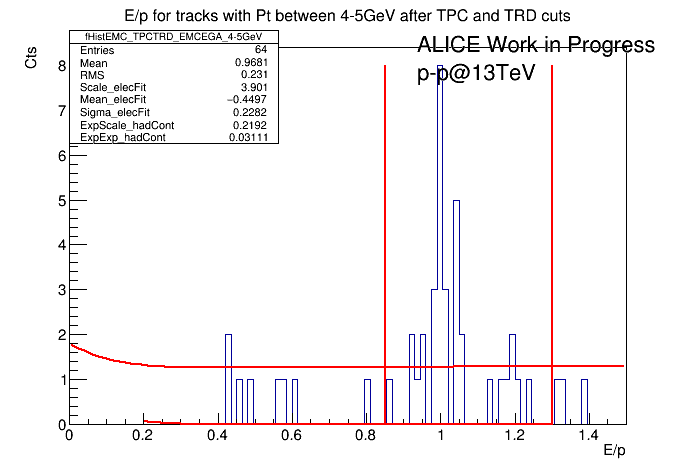 E/p for tracks with Pt between 4-5GeV after TPC and TRD cuts
fHistEMC_TPCTRD_EMCEGA_4-5GeV
Entries 64
Mean 0.9681
RMS 0.231
Scale_elecFit 3.901
Mean_elecFit −0.4497
Sigma_elecFit 0.2282
ExpScale_hadCont 0.2192
ExpExp_hadCont 0.03111
ALICE Work in Progress
p-p@13TeV
Cts
8
7
6
5
4
3
2
1
0
0 0.2 0.4 0.6 0.8 1 1.2 1.4
E/p